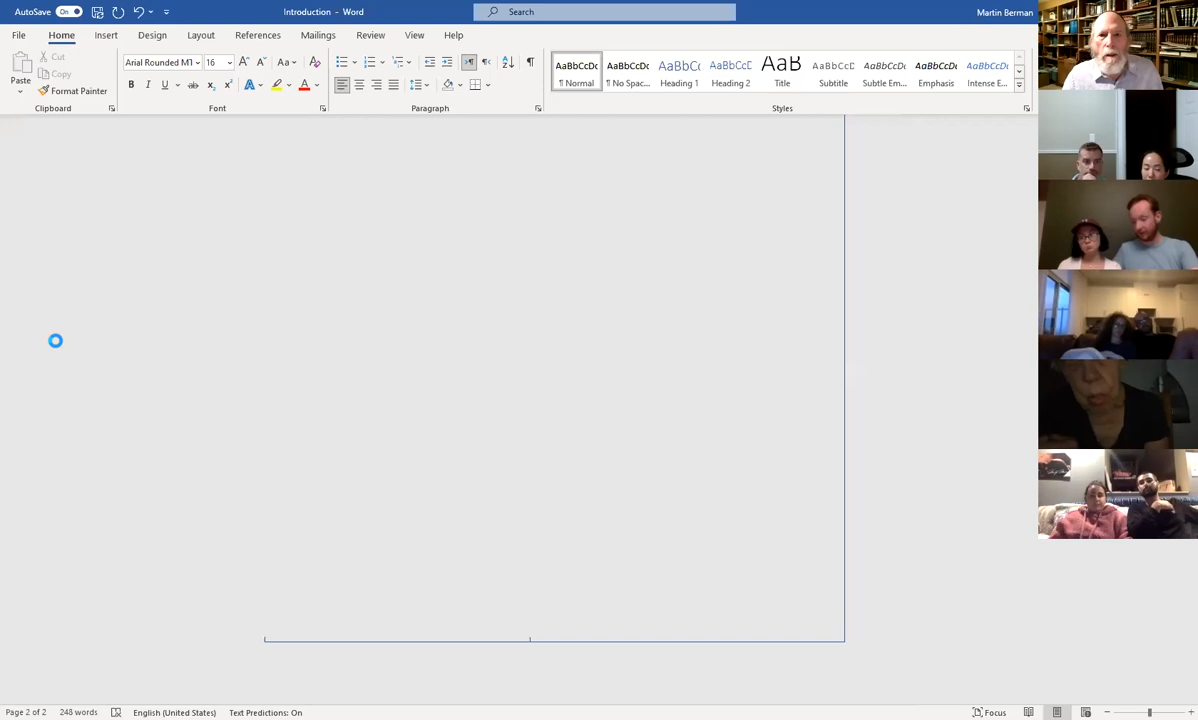 AutoSave On Introduction - Word Search Martin Berman
File Home Insert Design Layout References Mailings Review View Help
Paste Cut Copy Format Painter
Arial Rounded MT 16 Aa
AaBbCcDc AaBbCcDc AaBbCc AaBbCcD AaB AaBbCcD AaBbCcDc AaBbCcDc AaBbCcDc
¶ Normal ¶ No Spac... Heading 1 Heading 2 Title Subtitle Subtle Em... Emphasis Intense E...
Clipboard Font Paragraph Styles
Page 2 of 2 248 words English (United States) Text Predictions: On Focus